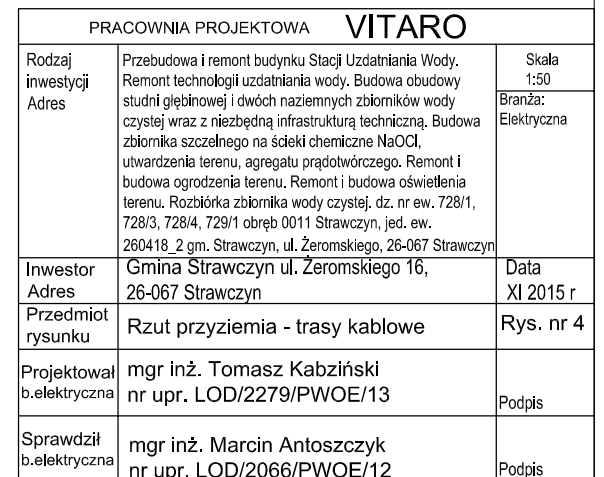 PRACOWNIA PROJEKTOWA VITARO
Rodzaj
inwestycji
Adres
Przebudowa i remont budynku Stacji Uzdatniania Wody.
Remont technologii uzdatniania wody. Budowa obudowy
studni głębinowej i dwóch naziemnych zbiorników wody
czystej wraz z niezbędną infrastrukturą techniczną. Budowa
zbiornika szczelnego na ścieki chemiczne NaOCl,
utwardzenia terenu, agregatu prądotwórczego. Remont i
budowa ogrodzenia terenu. Remont i budowa oświetlenia
terenu. Rozbiórka zbiornika wody czystej. dz. nr ew. 728/1,
728/3, 728/4, 729/1 obręb 0011 Strawczyn, jed. ew.
260418_2 gm. Strawczyn, ul. Żeromskiego, 26-067 Strawczyn
Skala
1:50
Branża:
Elektryczna
Inwestor
Adres
Gmina Strawczyn ul. Żeromskiego 16,
26-067 Strawczyn
Data
XI 2015 r
Przedmiot
rysunku
Rzut przyziemia - trasy kablowe
Rys. nr 4
Projektował
b.elektryczna
mgr inż. Tomasz Kabziński
nr upr. LOD/2279/PWOE/13
Podpis
Sprawdził
b.elektryczna
mgr inż. Marcin Antoszczyk
nr upr. LOD/2066/PWOE/12
Podpis